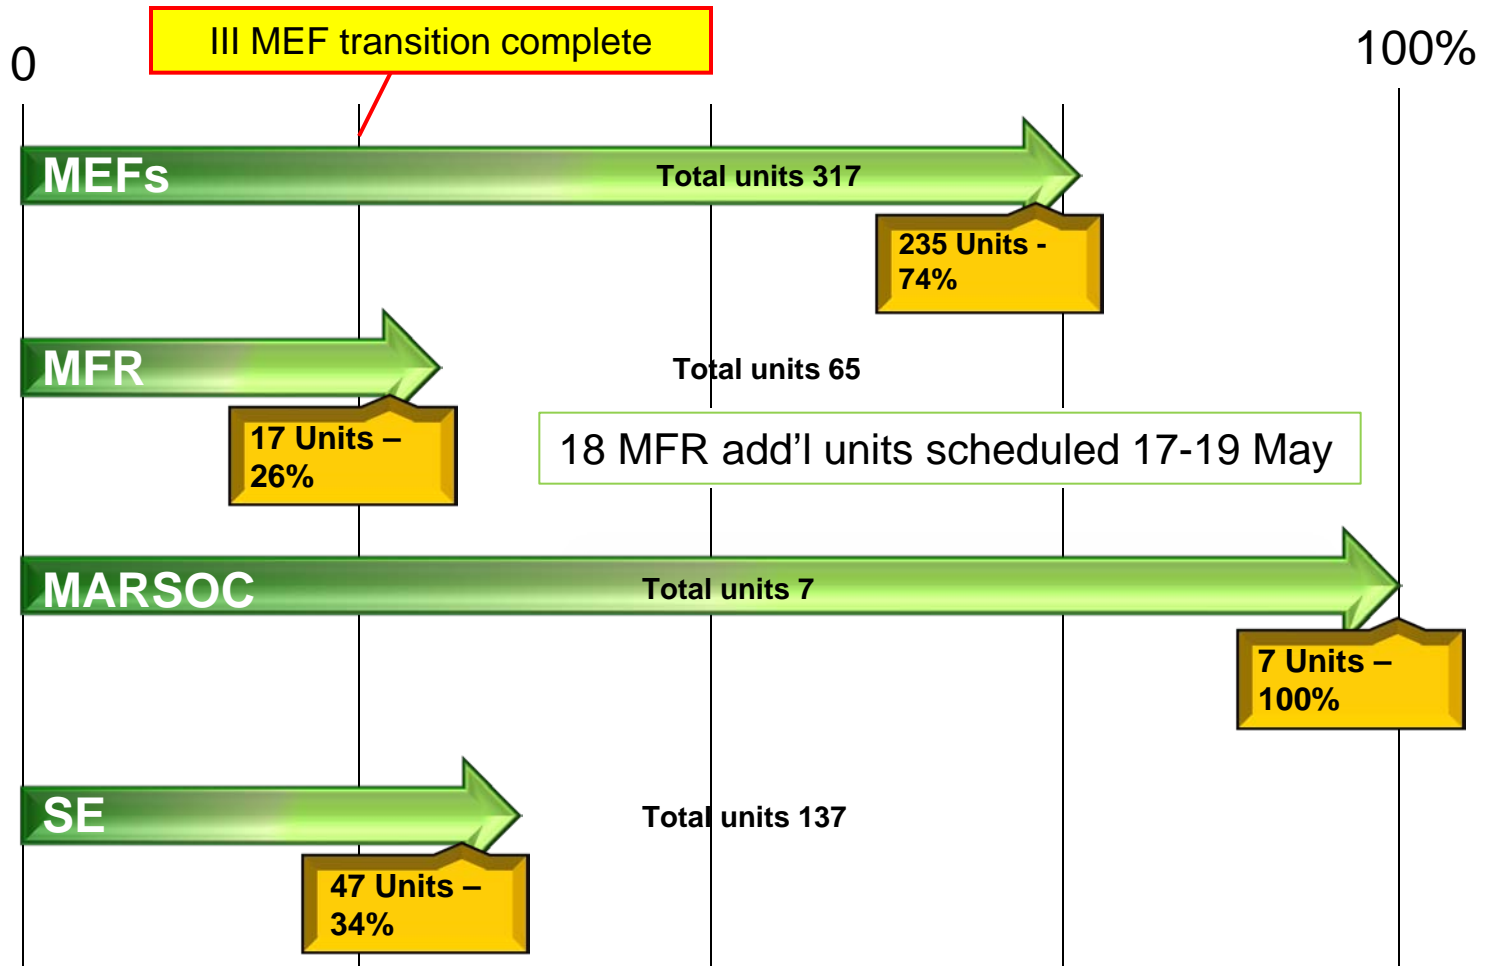 III MEF transition complete
0
100%
MEFs
Total units 317
235 Units -
74%
MFR
Total units 65
17 Units –
26%
18 MFR add’l units scheduled 17-19 May
MARSOC
Total units 7
7 Units –
100%
SE
Total units 137
47 Units –
34%